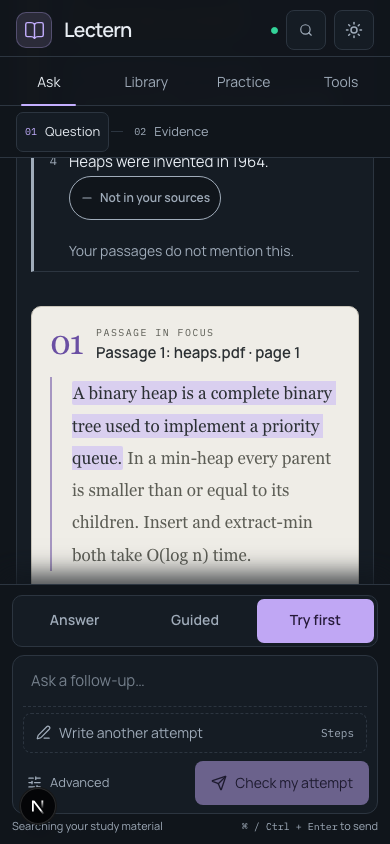 Lectern
Ask Library Practice Tools
01 Question — 02 Evidence
4 Heaps were invented in 1964.
— Not in your sources
Your passages do not mention this.
01 PASSAGE IN FOCUS
Passage 1: heaps.pdf · page 1
A binary heap is a complete binary
tree used to implement a priority
queue. In a min-heap every parent
is smaller than or equal to its
children. Insert and extract-min
both take O(log n) time.
Answer Guided Try first
Ask a follow-up…
Write another attempt Steps
Advanced Check my attempt
N
Searching your study material ⌘ / Ctrl + Enter to send